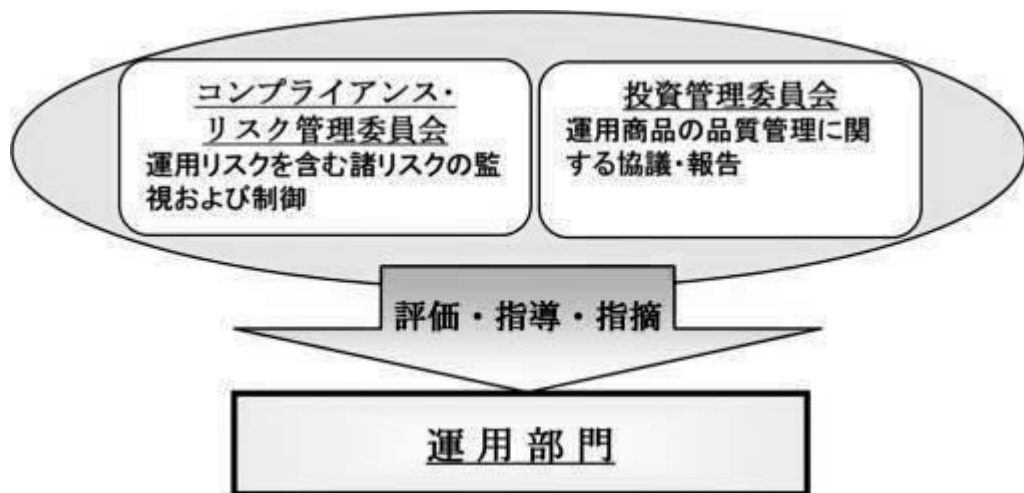 コンプライアンス・
リスク管理委員会
運用リスクを含む諸リスクの監
視および制御
投資管理委員会
運用商品の品質管理に関
する協議・報告
評価・指導・指摘
運用部門